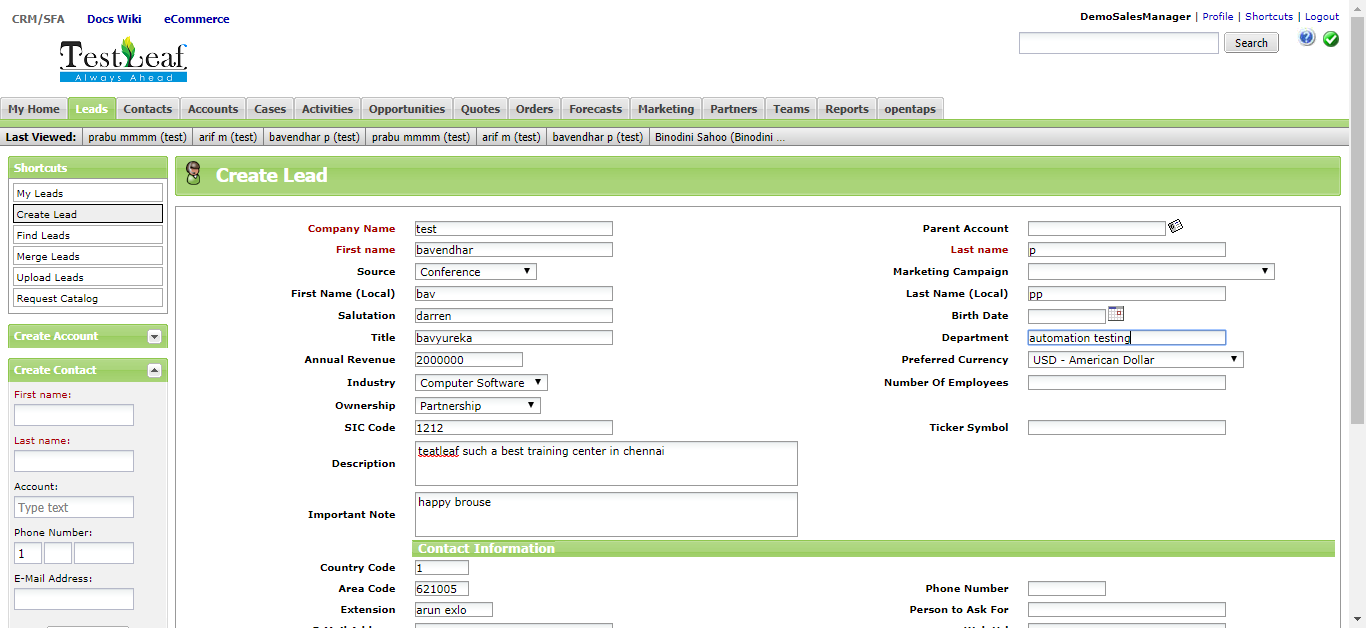 CRM/SFA Docs Wiki eCommerce
DemoSalesManager | Profile | Shortcuts | Logout
TestLeaf
Always Ahead
Search
My Home Leads Contacts Accounts Cases Activities Opportunities Quotes Orders Forecasts Marketing Partners Teams Reports opentaps
Last Viewed: prabu mmmm (test) arif m (test) bavendhar p (test) prabu mmmm (test) arif m (test) bavendhar p (test) Binodini Sahoo (Binodini ...
Shortcuts
My Leads
Create Lead
Find Leads
Merge Leads
Upload Leads
Request Catalog
Create Account
Create Contact
First name:
Last name:
Account:
Type text
Phone Number:
1
E-Mail Address:
Create Lead
Company Name test Parent Account
First name bavendhar Last name p
Source Conference Marketing Campaign
First Name (Local) bav Last Name (Local) pp
Salutation darren Birth Date
Title bavyureka Department automation testing
Annual Revenue 2000000 Preferred Currency USD - American Dollar
Industry Computer Software Number Of Employees
Ownership Partnership
SIC Code 1212 Ticker Symbol
Description teatleaf such a best training center in chennai
Important Note happy brouse
Contact Information
Country Code 1
Area Code 621005 Phone Number
Extension arun exlo Person to Ask For